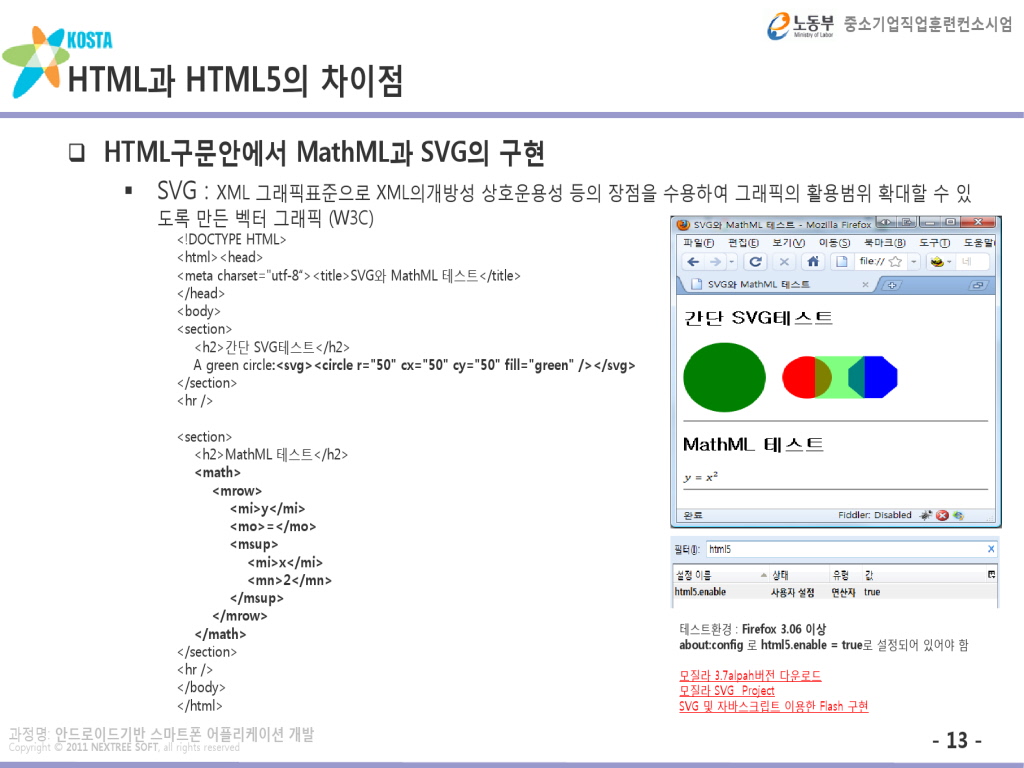 노동부 중소기업직업훈련컨소시엄
Ministry of Labor
KOSTA
HTML과 HTML5의 차이점
❑ HTML구문안에서 MathML과 SVG의 구현
▪ SVG : XML 그래픽표준으로 XML의개방성 상호운용성 등의 장점을 수용하여 그래픽의 활용범위 확대할 수 있
도록 만든 벡터 그래픽 (W3C)
<!DOCTYPE HTML>
<html><head>
<meta charset="utf-8“><title>SVG와 MathML 테스트</title>
</head>
<body>
<section>
<h2>간단 SVG테스트</h2>
A green circle:<svg><circle r="50" cx="50" cy="50" fill="green" /></svg>
</section>
<hr />
<section>
<h2>MathML 테스트</h2>
<math>
<mrow>
<mi>y</mi>
<mo>=</mo>
<msup>
<mi>x</mi>
<mn>2</mn>
</msup>
</mrow>
</math>
</section>
<hr />
</body>
</html>
SVG와 MathML 테스트 - Mozilla Firefox
파일(F) 편집(E) 보기(V) 이동(S) 북마크(B) 도구(T) 도움말
file:// 네
SVG와 MathML 테스트
간단 SVG테스트
MathML 테스트
y = x²
완료 Fiddler: Disabled
필터(I): html5
설정 이름 상태 유형 값
html5.enable 사용자 설정 연산자 true
테스트환경 : Firefox 3.06 이상
about:config 로 html5.enable = true로 설정되어 있어야 함
모질라 3.7alpah버전 다운로드
모질라 SVG Project
SVG 및 자바스크립트 이용한 Flash 구현
과정명: 안드로이드기반 스마트폰 어플리케이션 개발
Copyright © 2011 NEXTREE SOFT, all rights reserved
- 13 -